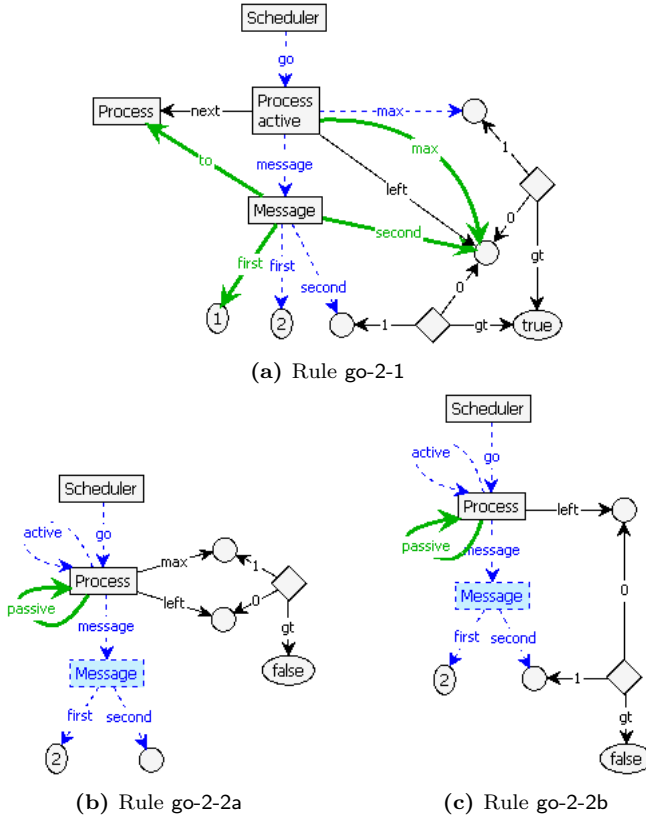 Scheduler
go
Process
Process
active
next
max
1
to
message
left
max
0
Message
second
gt
first
first
second
0
1
2
1
gt
true
(a) Rule go-2-1
Scheduler
go
active
Process
max
1
passive
left
0
message
gt
Message
false
first
second
2
(b) Rule go-2-2a
Scheduler
active
go
Process
left
passive
message
Message
0
first
second
2
1
gt
false
(c) Rule go-2-2b